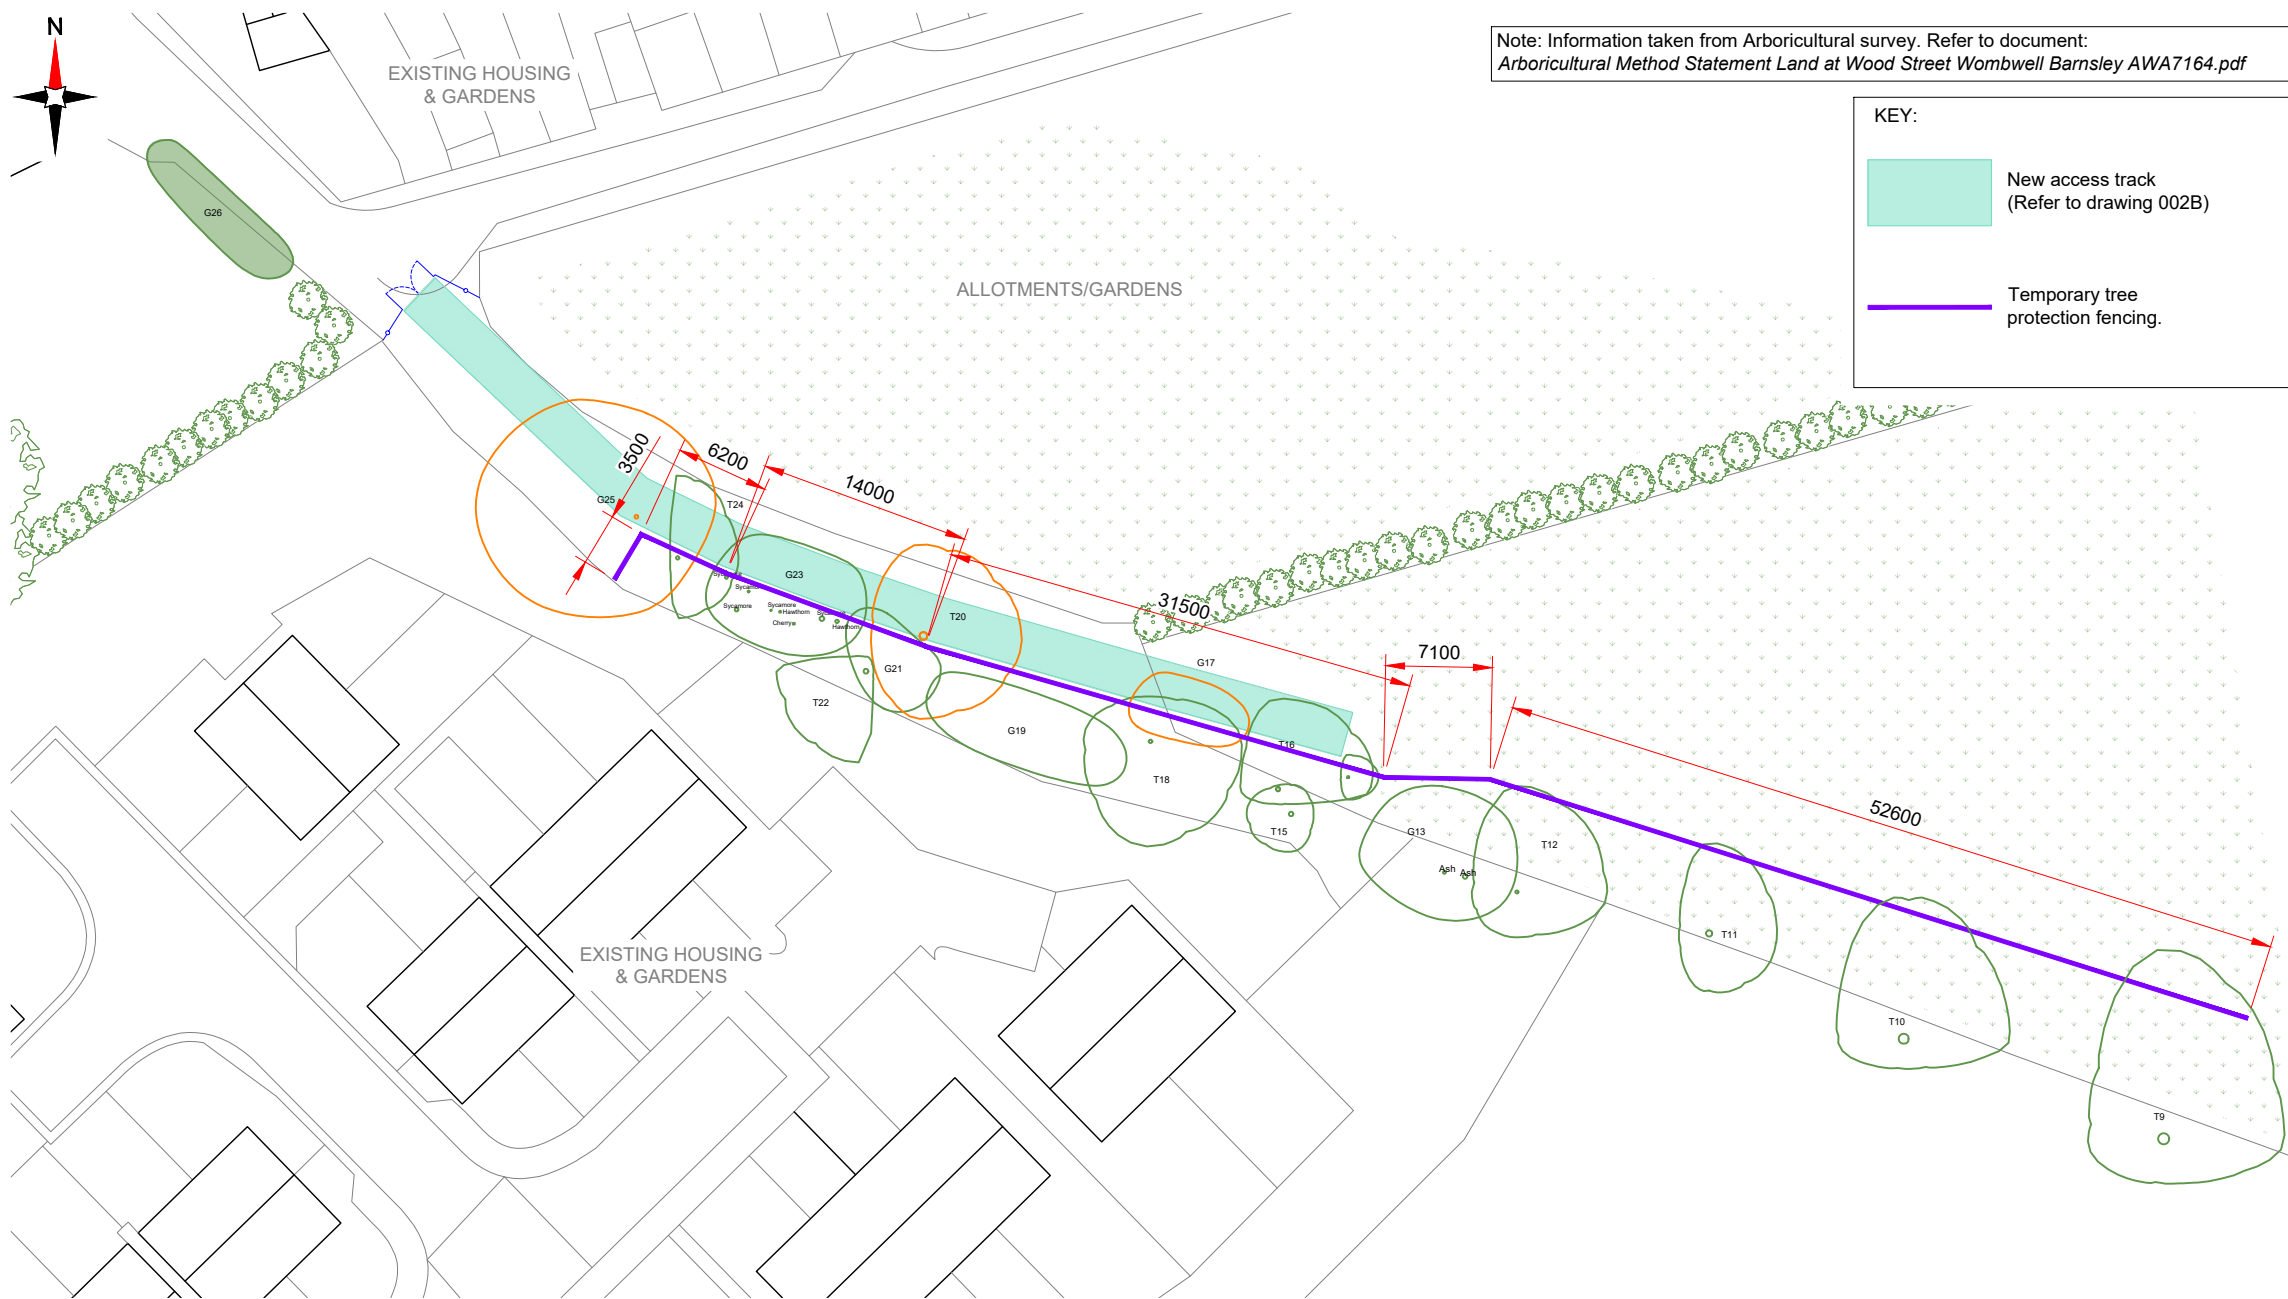 N
Note: Information taken from Arboricultural survey. Refer to document:
Arboricultural Method Statement Land at Wood Street Wombwell Barnsley AWA7164.pdf
EXISTING HOUSING
& GARDENS
KEY:
New access track
(Refer to drawing 002B)
Temporary tree
protection fencing.
G26
ALLOTMENTS/GARDENS
3500
6200
14000
G25
T24
G23
Sycamore
Sycamore
Sycamore
Hawthorn
Cherry
Hawthorn
T20
31500
G21
G17
7100
T22
G19
T16
T18
52600
T15
G13
T12
Ash
Ash
T11
EXISTING HOUSING
& GARDENS
T10
T9